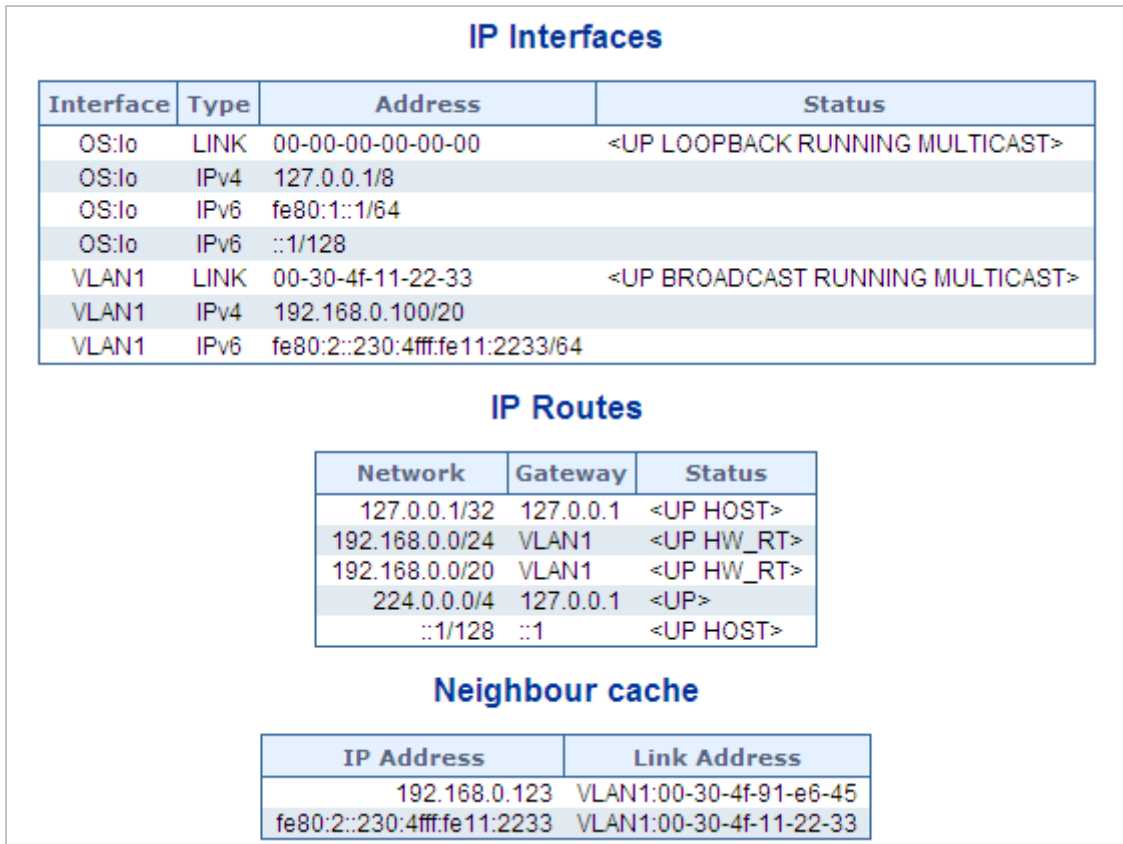 IP Interfaces
Interface Type Address Status
OS:lo LINK 00-00-00-00-00-00 <UP LOOPBACK RUNNING MULTICAST>
OS:lo IPv4 127.0.0.1/8
OS:lo IPv6 fe80:1::1/64
OS:lo IPv6 ::1/128
VLAN1 LINK 00-30-4f-11-22-33 <UP BROADCAST RUNNING MULTICAST>
VLAN1 IPv4 192.168.0.100/20
VLAN1 IPv6 fe80:2::230:4fff:fe11:2233/64
IP Routes
Network Gateway Status
127.0.0.1/32 127.0.0.1 <UP HOST>
192.168.0.0/24 VLAN1 <UP HW_RT>
192.168.0.0/20 VLAN1 <UP HW_RT>
224.0.0.0/4 127.0.0.1 <UP>
::1/128 ::1 <UP HOST>
Neighbour cache
IP Address Link Address
192.168.0.123 VLAN1:00-30-4f-91-e6-45
fe80:2::230:4fff:fe11:2233 VLAN1:00-30-4f-11-22-33